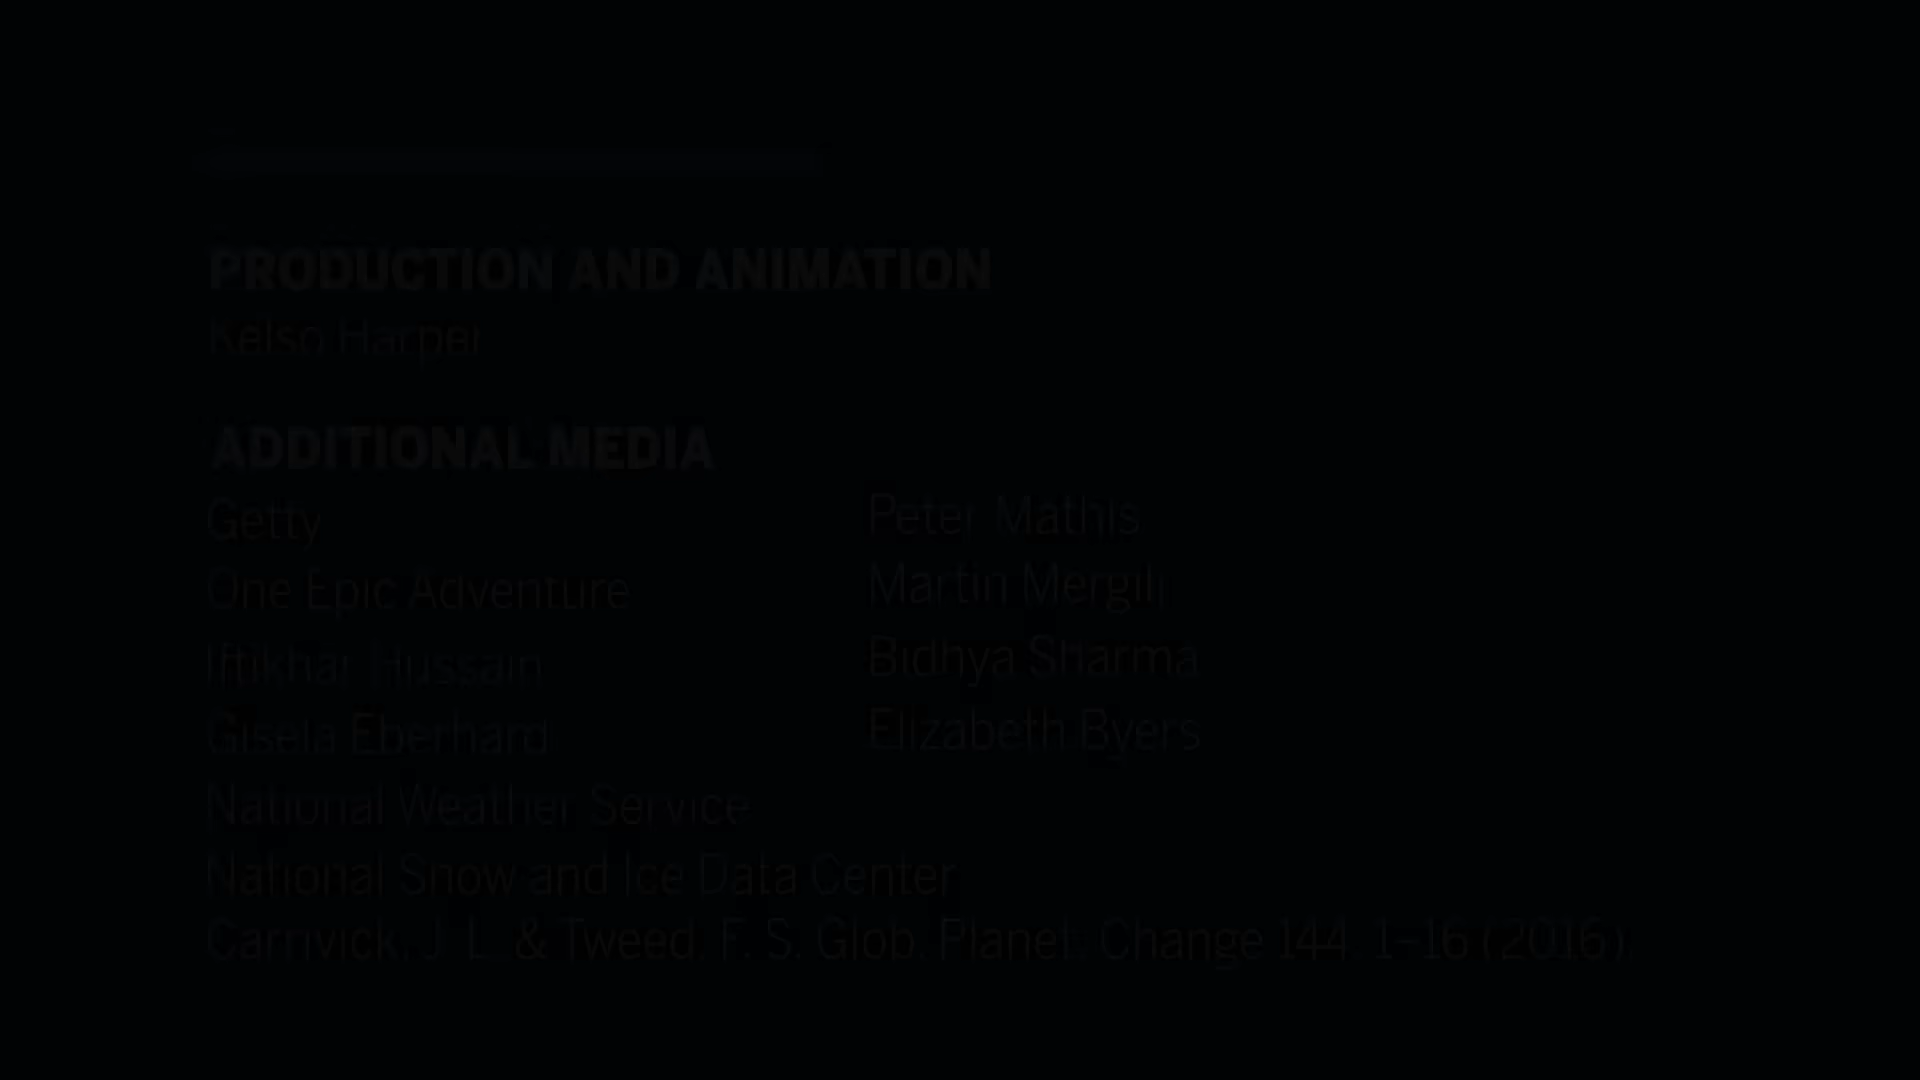 PRODUCTION AND ANIMATION
Kelso Harper
ADDITIONAL MEDIA
Getty
One Epic Adventure
Iftikhar Hussain
Gisela Eberhard
National Weather Service
National Snow and Ice Data Center
Carrivick, J. L. & Tweed, F. S. Glob. Planet. Change 144, 1–16 (2016)
Peter Mathis
Martin Mergili
Bidhya Sharma
Elizabeth Byers